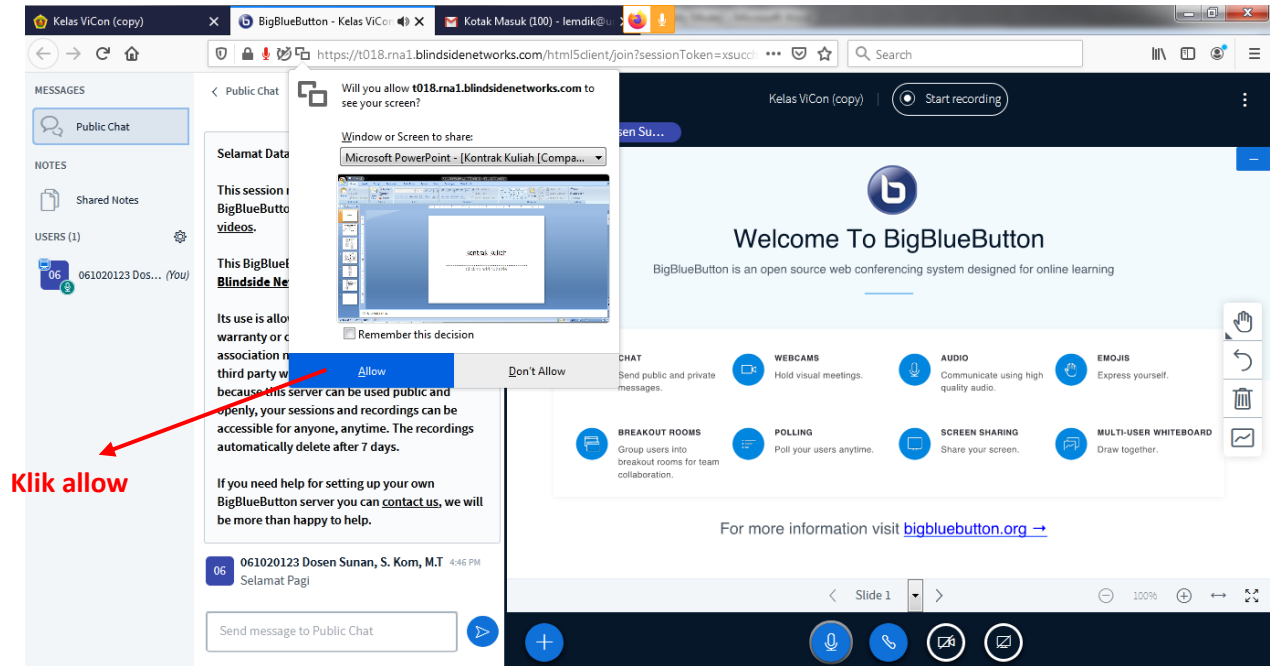 Kelas ViCon (copy)
BigBlueButton - Kelas ViCon
Kotak Masuk (100) - lemdik@u
https://t018.rna1.blindsidenetworks.com/html5client/join?sessionToken=xsucch
Search
MESSAGES
Public Chat
NOTES
Shared Notes
USERS (1)
06
061020123 Dos... (You)
Public Chat
Will you allow t018.rna1.blindsidenetworks.com to
see your screen?
Window or Screen to share:
Microsoft PowerPoint - [Kontrak Kuliah [Compa...
kontrak kuliah
Remember this decision
Allow
Don't Allow
Klik allow
Selamat Data
This session
BigBlueButto
videos.
This BigBlueB
Blindside Ne
Its use is allow
warranty or
association
third party w
because this server can be used public and
openly, your sessions and recordings can be
accessible for anyone, anytime. The recordings
automatically delete after 7 days.
If you need help for setting up your own
BigBlueButton server you can contact us, we will
be more than happy to help.
06
061020123 Dosen Sunan, S. Kom, M.T 4:46 PM
Selamat Pagi
Send message to Public Chat
Kelas ViCon (copy)
Start recording
sen Su...
Welcome To BigBlueButton
BigBlueButton is an open source web conferencing system designed for online learning
CHAT
Send public and private
messages.
WEBCAMS
Hold visual meetings.
AUDIO
Communicate using high
quality audio.
EMOJIS
Express yourself.
BREAKOUT ROOMS
Group users into
breakout rooms for team
collaboration.
POLLING
Poll your users anytime.
SCREEN SHARING
Share your screen.
MULTI-USER WHITEBOARD
Draw together.
For more information visit bigbluebutton.org →
Slide 1
100%